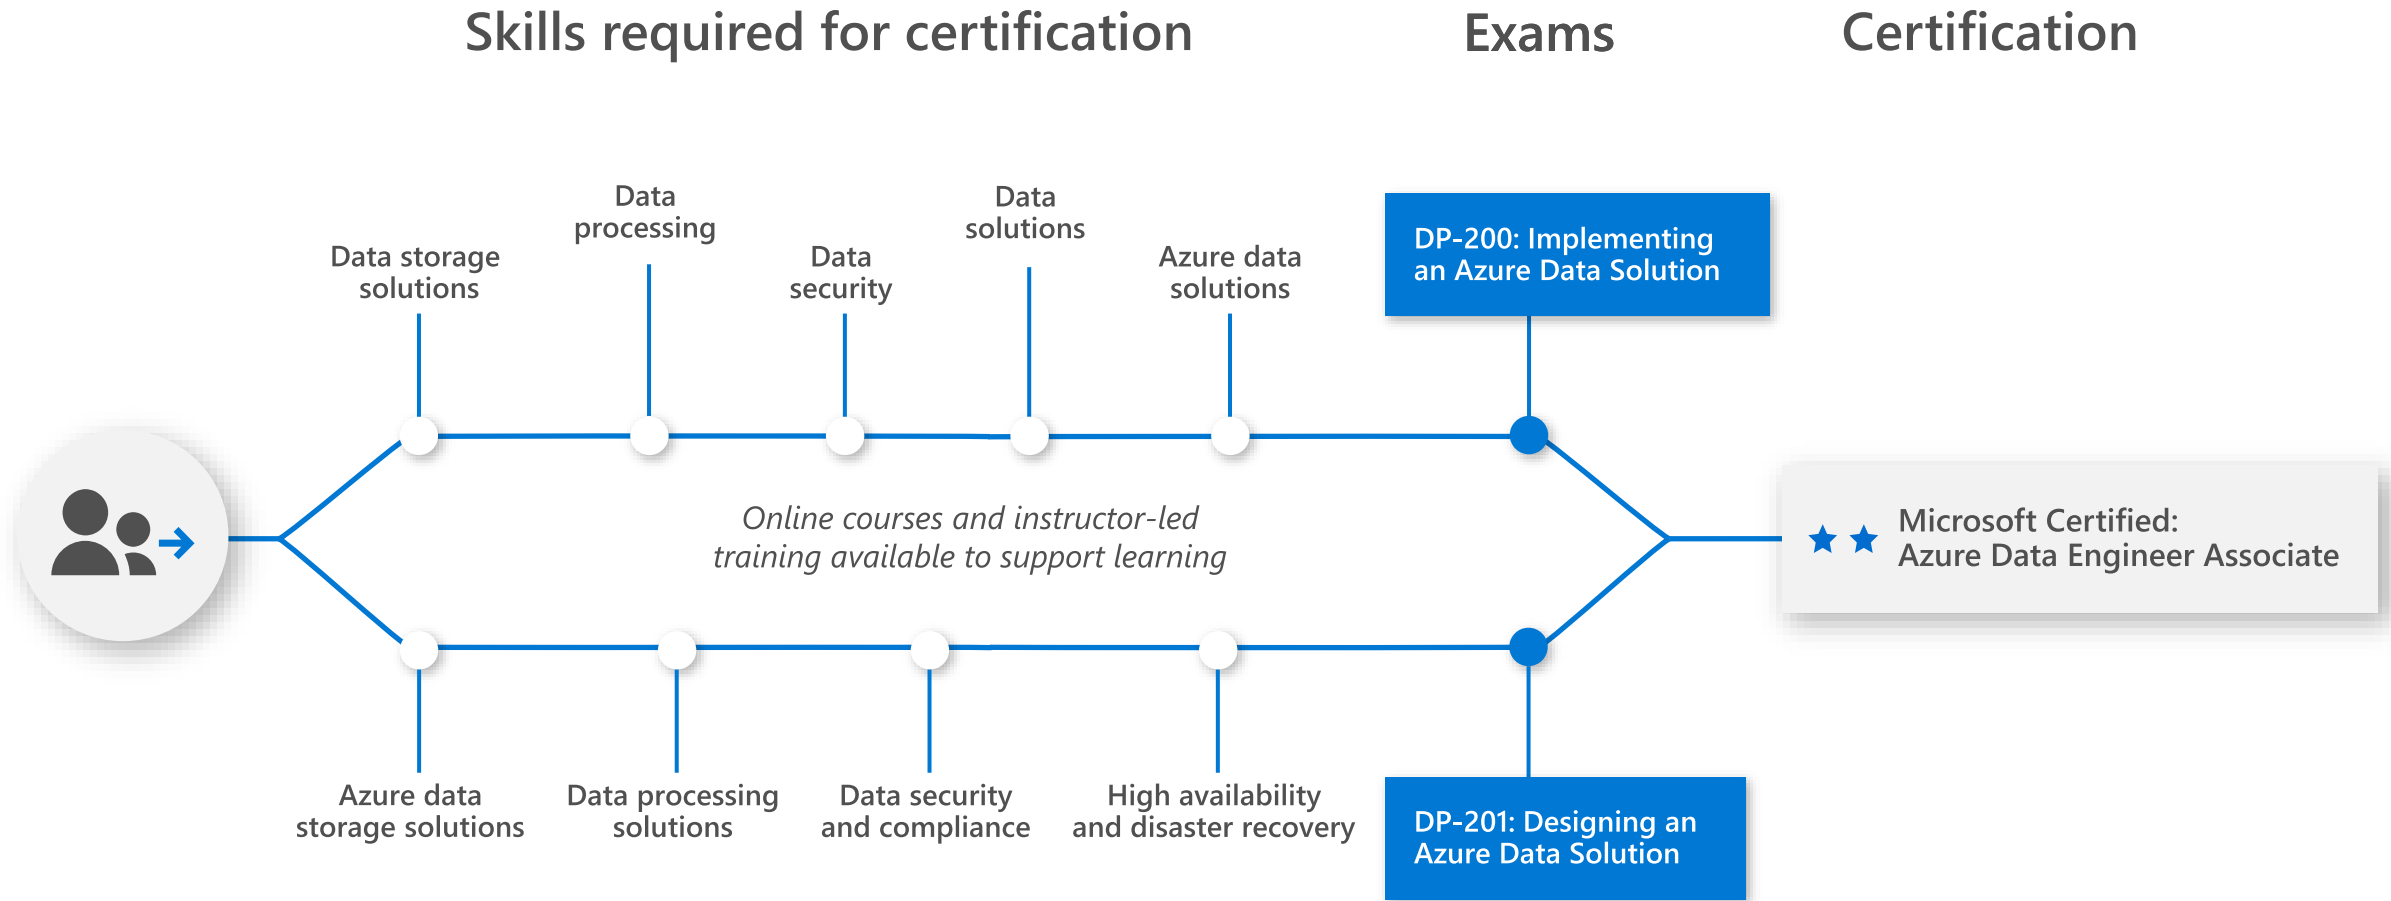 Skills required for certification
Exams
Certification
Data storage
solutions
Data
processing
Data
security
Data
solutions
Azure data
solutions
DP-200: Implementing
an Azure Data Solution
Online courses and instructor-led
training available to support learning
Microsoft Certified:
Azure Data Engineer Associate
Azure data
storage solutions
Data processing
solutions
Data security
and compliance
High availability
and disaster recovery
DP-201: Designing an
Azure Data Solution